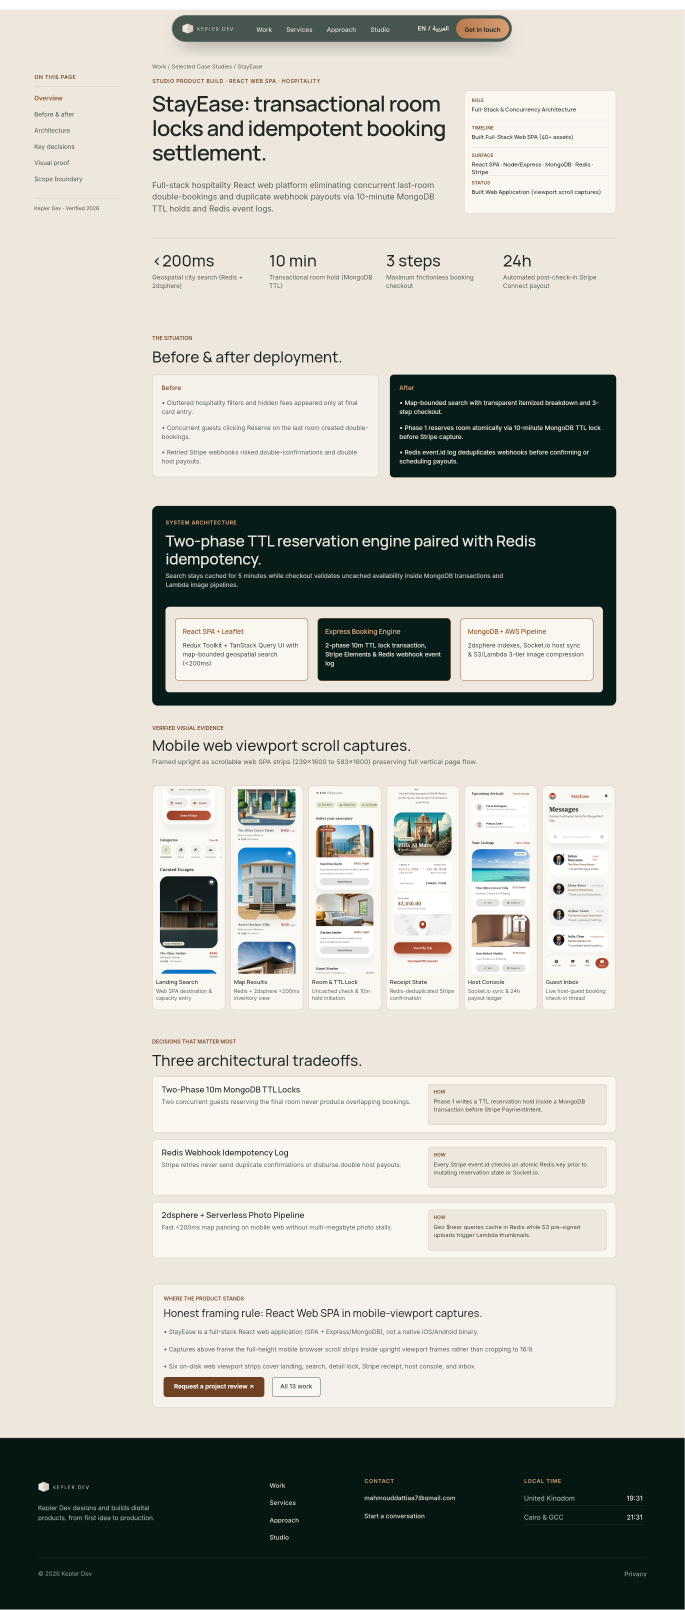 KEPLER DEV
Work
Services
Approach
Studio
EN / العربية
Get in touch
ON THIS PAGE
Overview
Before & after
Architecture
Key decisions
Visual proof
Scope boundary
Kepler Dev - Verified 2026
Work / Selected Case Studies / StayEase
STUDIO PRODUCT BUILD · REACT WEB SPA · HOSPITALITY
StayEase: transactional room
locks and idempotent booking
settlement.
Full-stack hospitality React web platform eliminating concurrent last-room
double-bookings and duplicate webhook payouts via 10-minute MongoDB
TTL holds and Redis event logs.
ROLE
Full-Stack & Concurrency Architecture
TIMELINE
Built Full-Stack Web SPA (40+ assets)
SURFACE
React SPA · Node/Express · MongoDB · Redis ·
Stripe
STATUS
Built Web Application (viewport scroll captures)
<200ms
Geospatial city search (Redis +
2dsphere)
10 min
Transactional room hold (MongoDB
TTL)
3 steps
Maximum frictionless booking
checkout
24h
Automated post-check-in Stripe
Connect payout
THE SITUATION
Before & after deployment.
Before
• Cluttered hospitality filters and hidden fees appeared only at final
card entry.
• Concurrent guests clicking Reserve on the last room created double-
bookings.
• Retried Stripe webhooks risked double-confirmations and double
host payouts.
After
• Map-bounded search with transparent itemized breakdown and 3-
step checkout.
• Phase 1 reserves room atomically via 10-minute MongoDB TTL lock
before Stripe capture.
• Redis event.id log deduplicates webhooks before confirming or
scheduling payouts.
SYSTEM ARCHITECTURE
Two-phase TTL reservation engine paired with Redis
idempotency.
Search stays cached for 5 minutes while checkout validates uncached availability inside MongoDB transactions and
Lambda image pipelines.
React SPA + Leaflet
Redux Toolkit + TanStack Query UI with
map-bounded geospatial search
(<200ms)
Express Booking Engine
2-phase 10m TTL lock transaction,
Stripe Elements & Redis webhook event
log
MongoDB + AWS Pipeline
2dsphere indexes, Socket.io host sync
& S3/Lambda 3-tier image compression
VERIFIED VISUAL EVIDENCE
Mobile web viewport scroll captures.
Framed upright as scrollable web SPA strips (239×1600 to 583×1600) preserving full vertical page flow.
Categories
Curated Escapes
Select your sanctuary
Villa Al Mare
$2,450.00
Upcoming Arrivals
Your Listings
StayEase
Messages
Landing Search
Web SPA destination &
capacity entry
Map Results
Redis + 2dsphere <200ms
inventory view
Room & TTL Lock
Uncached check & 10m
hold initiation
Receipt State
Redis-deduplicated Stripe
confirmation
Host Console
Socket.io sync & 24h
payout ledger
Guest Inbox
Live host-guest booking
check-in thread
DECISIONS THAT MATTER MOST
Three architectural tradeoffs.
Two-Phase 10m MongoDB TTL Locks
Two concurrent guests reserving the final room never produce overlapping bookings.
HOW
Phase 1 writes a TTL reservation hold inside a MongoDB
transaction before Stripe PaymentIntent.
Redis Webhook Idempotency Log
Stripe retries never send duplicate confirmations or disburse double host payouts.
HOW
Every Stripe event.id checks an atomic Redis key prior to
mutating reservation state or Socket.io.
2dsphere + Serverless Photo Pipeline
Fast <200ms map panning on mobile web without multi-megabyte photo stalls.
HOW
Geo $near queries cache in Redis while S3 pre-signed
uploads trigger Lambda thumbnails.
WHERE THE PRODUCT STANDS
Honest framing rule: React Web SPA in mobile-viewport captures.
• StayEase is a full-stack React web application (SPA + Express/MongoDB), not a native iOS/Android binary.
• Captures above frame the full-height mobile browser scroll strips inside upright viewport frames rather than cropping to 16:9.
• Six on-disk web viewport strips cover landing, search, detail lock, Stripe receipt, host console, and inbox.
Request a project review ↗
All 13 work
KEPLER DEV
Kepler Dev designs and builds digital
products, from first idea to production.
Work
Services
Approach
Studio
CONTACT
mahmouddattiaa7@gmail.com
Start a conversation
LOCAL TIME
United Kingdom 19:31
Cairo & GCC 21:31
© 2026 Kepler Dev
Privacy